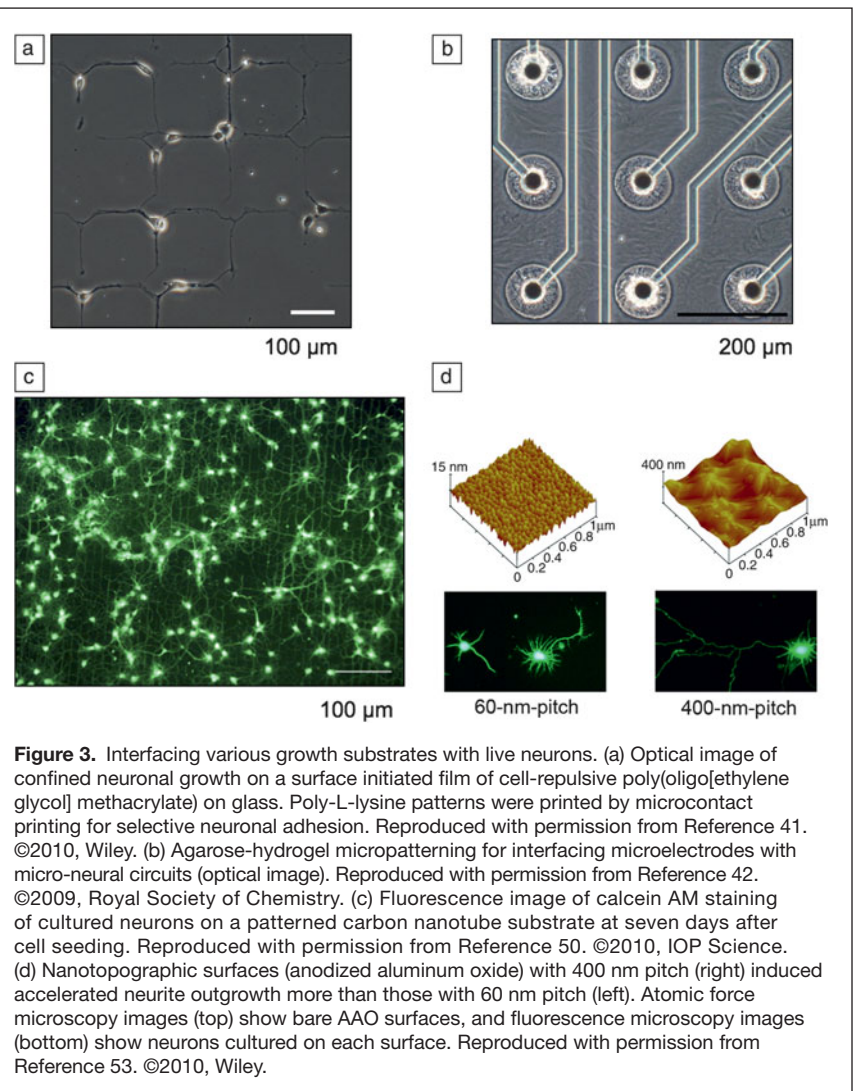 a
b
100 µm
200 µm
c
d
15 nm
1µm
0.8
0.6
0.4
0.2
0
400 nm
1µm
0.8
0.6
0.4
0.2
0
100 µm
60-nm-pitch
400-nm-pitch
Figure 3. Interfacing various growth substrates with live neurons. (a) Optical image of
confined neuronal growth on a surface initiated film of cell-repulsive poly(oligo[ethylene
glycol] methacrylate) on glass. Poly-L-lysine patterns were printed by microcontact
printing for selective neuronal adhesion. Reproduced with permission from Reference 41.
©2010, Wiley. (b) Agarose-hydrogel micropatterning for interfacing microelectrodes with
micro-neural circuits (optical image). Reproduced with permission from Reference 42.
©2009, Royal Society of Chemistry. (c) Fluorescence image of calcein AM staining
of cultured neurons on a patterned carbon nanotube substrate at seven days after
cell seeding. Reproduced with permission from Reference 50. ©2010, IOP Science.
(d) Nanotopographic surfaces (anodized aluminum oxide) with 400 nm pitch (right) induced
accelerated neurite outgrowth more than those with 60 nm pitch (left). Atomic force
microscopy images (top) show bare AAO surfaces, and fluorescence microscopy images
(bottom) show neurons cultured on each surface. Reproduced with permission from
Reference 53. ©2010, Wiley.